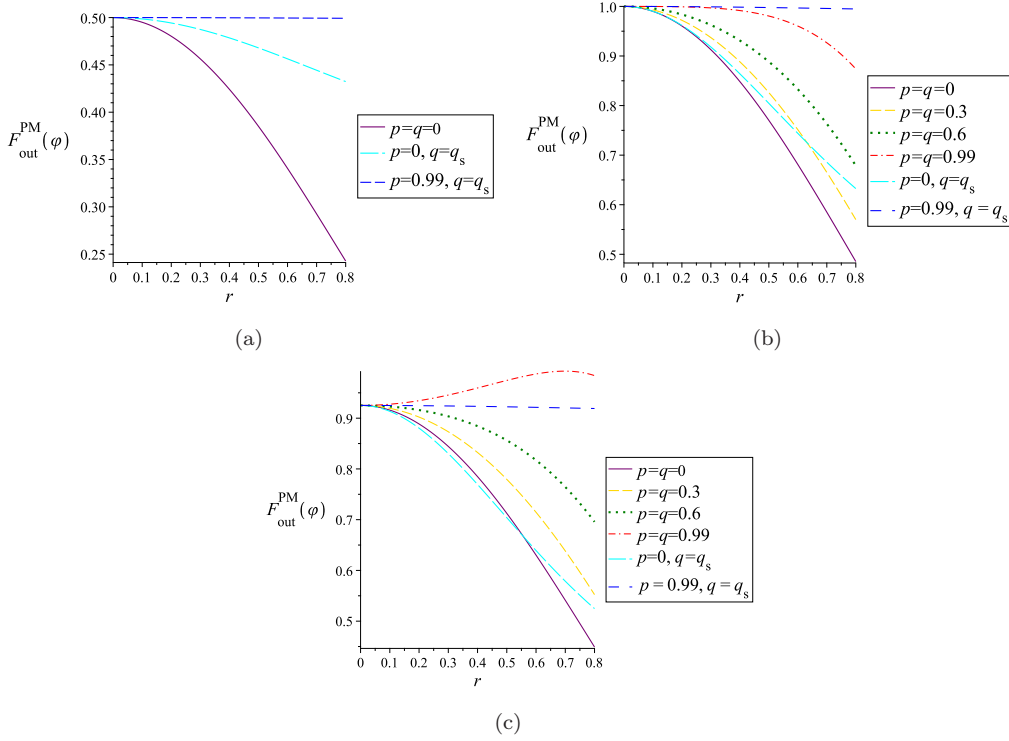 0.50
0.45
0.40
0.35
0.30
0.25
F_out^PM(φ)
0 0.1 0.2 0.3 0.4 0.5 0.6 0.7 0.8
r
p=q=0
p=0, q=q_s
p=0.99, q=q_s
(a)
1.0
0.9
0.8
0.7
0.6
0.5
F_out^PM(φ)
0 0.1 0.2 0.3 0.4 0.5 0.6 0.7 0.8
r
p=q=0
p=q=0.3
p=q=0.6
p=q=0.99
p=0, q=q_s
p=0.99, q = q_s
(b)
0.9
0.8
0.7
0.6
0.5
F_out^PM(φ)
0 0.1 0.2 0.3 0.4 0.5 0.6 0.7 0.8
r
p=q=0
p=q=0.3
p=q=0.6
p=q=0.99
p=0, q=q_s
p = 0.99, q = q_s
(c)